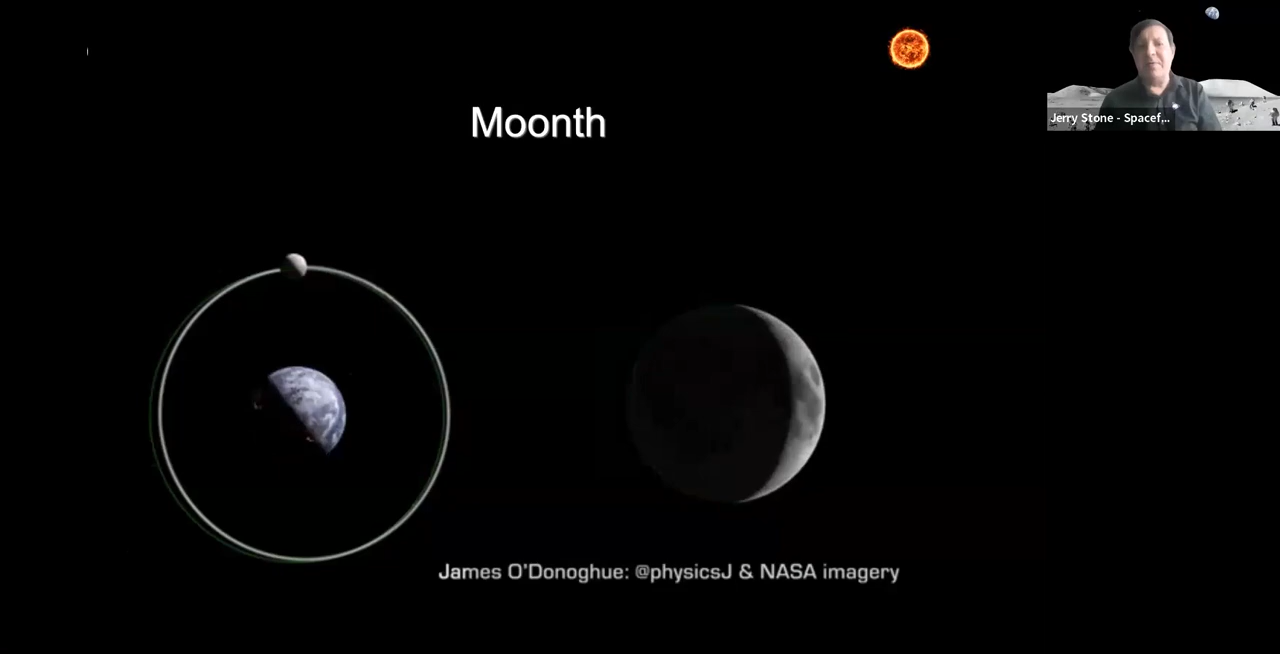 Moonth
Jerry Stone - Spacef...
James O'Donoghue: @physicsJ & NASA imagery